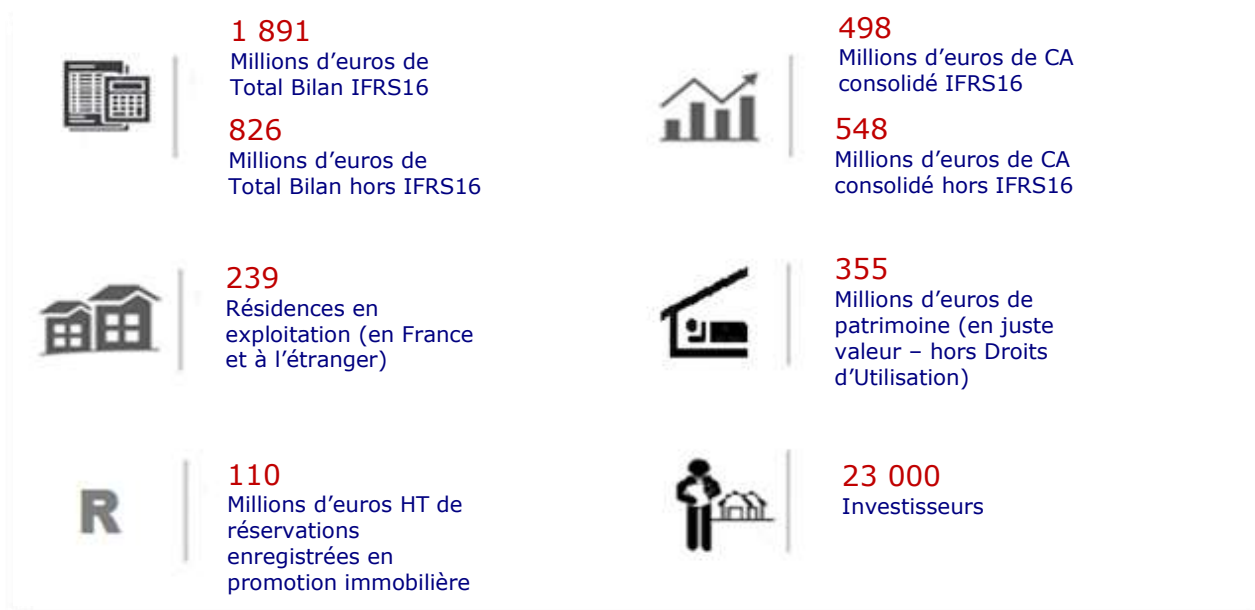 1 891
Millions d’euros de
Total Bilan IFRS16
826
Millions d’euros de
Total Bilan hors IFRS16
498
Millions d’euros de CA
consolidé IFRS16
548
Millions d’euros de CA
consolidé hors IFRS16
239
Résidences en
exploitation (en France
et à l’étranger)
355
Millions d’euros de
patrimoine (en juste
valeur – hors Droits
d’Utilisation)
R
110
Millions d’euros HT de
réservations
enregistrées en
promotion immobilière
23 000
Investisseurs